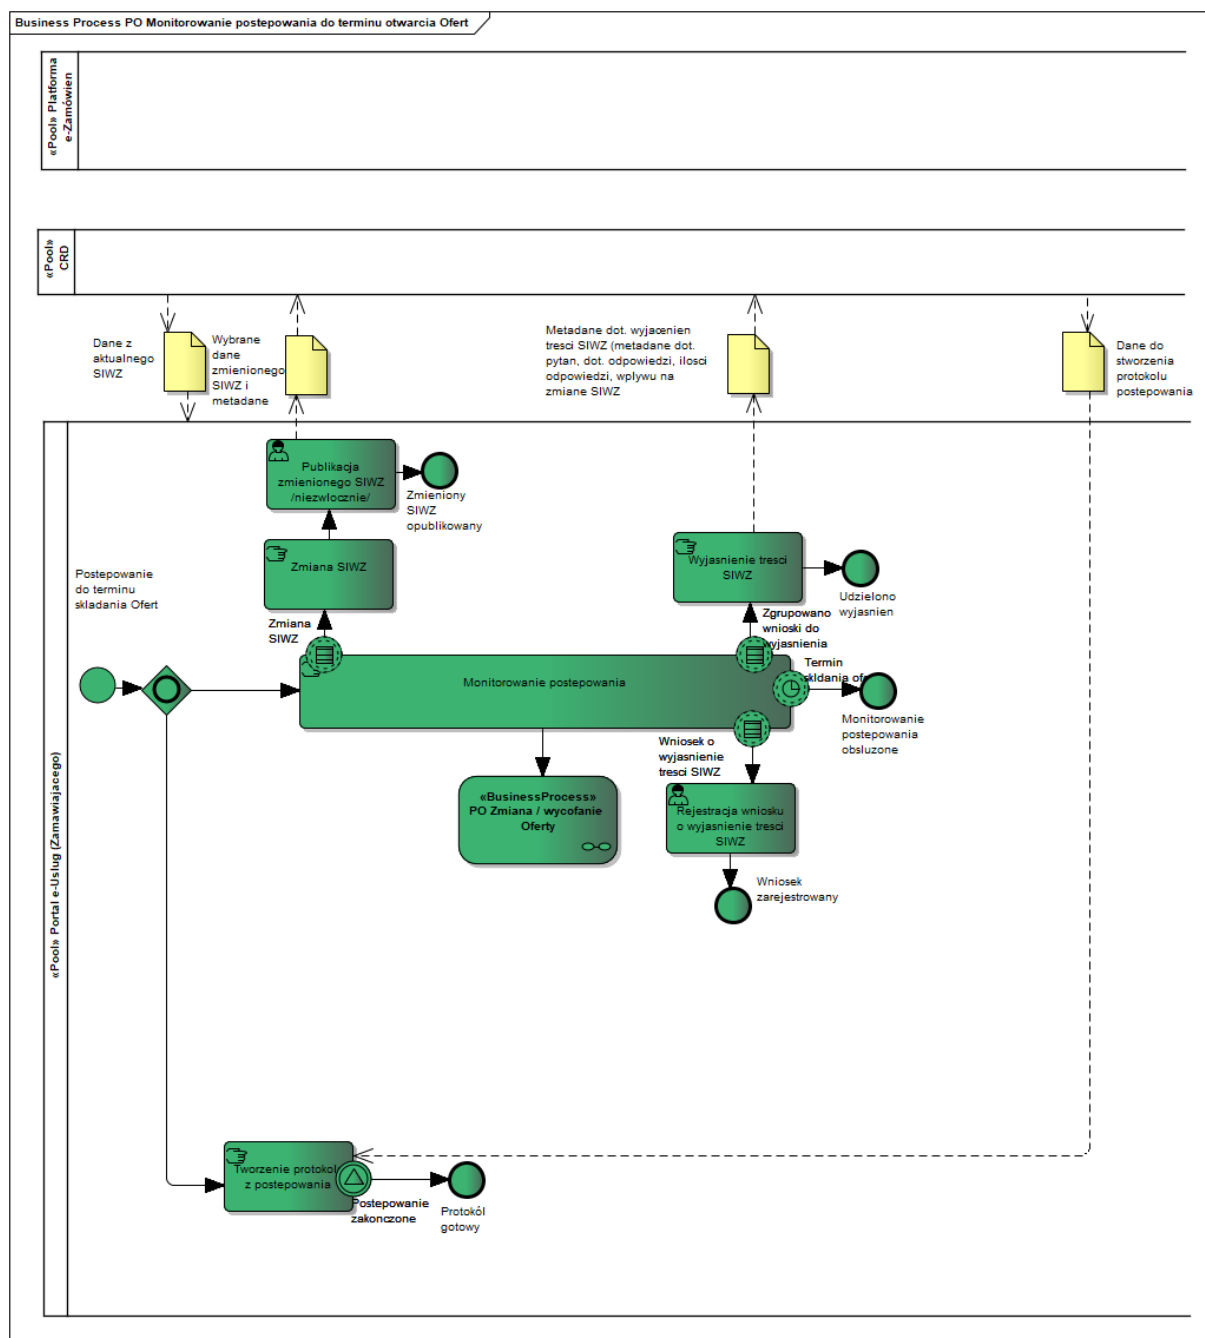 Business Process PO Monitorowanie postepowania do terminu otwarcia Ofert
«Pool» Platforma
e-Zamówien
«Pool»
CRD
Dane z
aktualnego
SIWZ
Wybrane
dane
zmienionego
SIWZ i
metadane
Metadane dot. wyjaœnien
tresci SIWZ (metadane dot.
pytan, dot. odpowiedzi, ilosci
odpowiedzi, wplywu na
zmiane SIWZ
Dane do
stworzenia
protokolu
postepowania
«Pool» Portal e-Uslug (Zamawiajacego)
Publikacja
zmienionego SIWZ
/niezwlocznie/
Zmieniony
SIWZ
opublikowany
Zmiana SIWZ
Wyjasnienie tresci
SIWZ
Udzielono
wyjasnien
Postepowanie
do terminu
skladania Ofert
Zmiana
SIWZ
Zgrupowano
wnioski do
wyjasnienia
Termin
skldania ofe
Monitorowanie postepowania
Monitorowanie
postepowania
obsluzone
Wniosek o
wyjasnienie
tresci SIWZ
«BusinessProcess»
PO Zmiana / wycofanie
Oferty
Rejestracja wniosku
o wyjasnienie tresci
SIWZ
Wniosek
zarejestrowany
Tworzenie protokol
z postepowania
Postepowanie
zakonczone
Protokól
gotowy